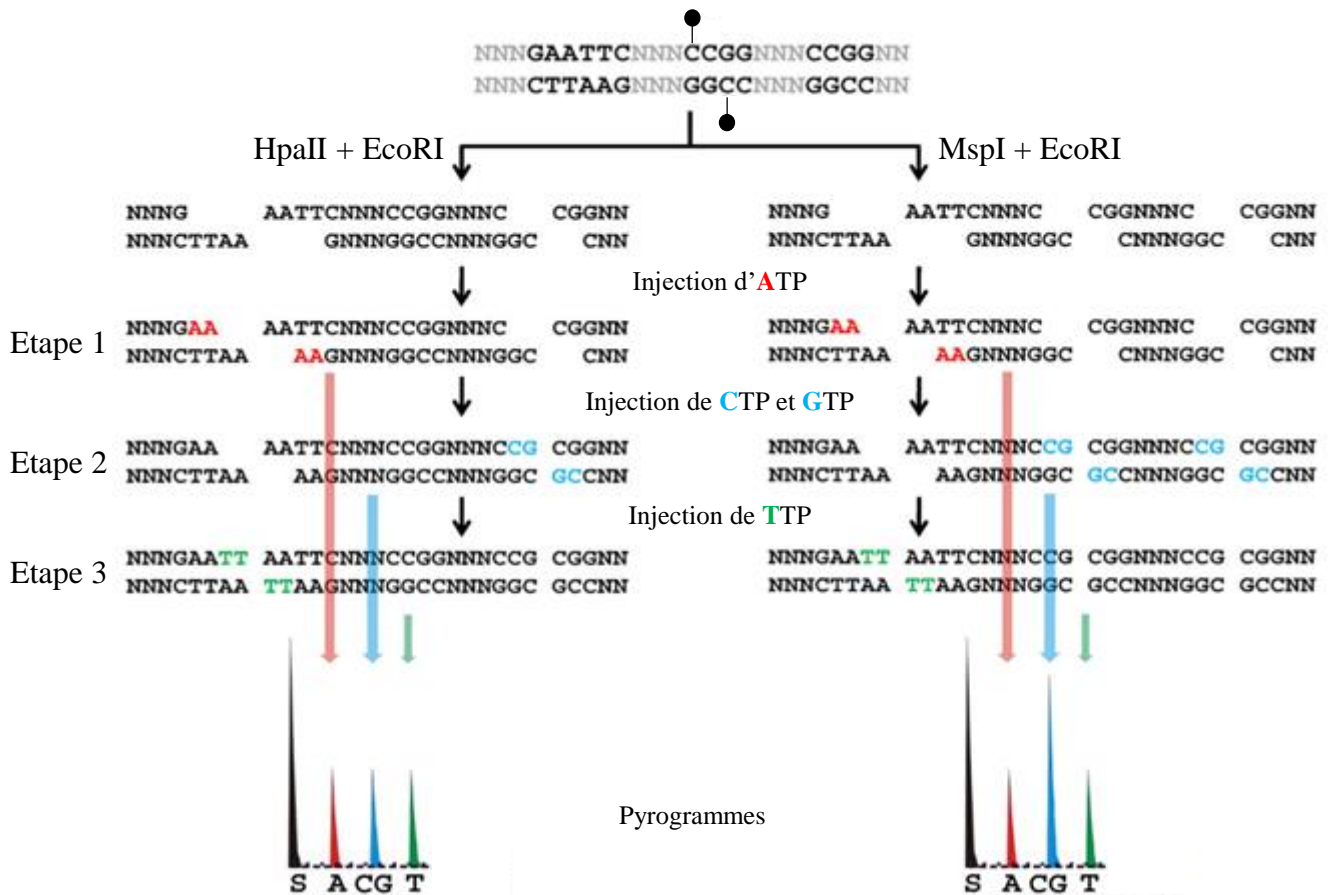 NNNGAATTCNNNCCGGNNNCCGGNN
NNNCTTAAGNNNGGCCNNNGGCCNN
HpaII + EcoRI MspI + EcoRI
NNNG AATTCNNNCCGGNNNC CGGNN NNNG AATTCNNNC CGGNNNC CGGNN
NNNCTTAA GNNNGGCCNNNGGC CNN NNNCTTAA GNNNGGC CNNNGGC CNN
Injection d'ATP
Etape 1 NNNGAA AATTCNNNCCGGNNNC CGGNN NNNGAA AATTCNNNC CGGNNNC CGGNN
NNNCTTAA AAGNNNGGCCNNNGGC CNN NNNCTTAA AAGNNNGGC CNNNGGC CNN
Injection de CTP et GTP
Etape 2 NNNGAA AATTCNNNCCGGNNNCCG CGGNN NNNGAA AATTCNNNCCG CGGNNNCCG CGGNN
NNNCTTAA AAGNNNGGCCNNNGGC GCCNN NNNCTTAA AAGNNNGGC GCCNNNGGC GCCNN
Injection de TTP
Etape 3 NNNGAATT AATTCNNNCCGGNNNCCG CGGNN NNNGAATT AATTCNNNCCG CGGNNNCCG CGGNN
NNNCTTAA TTAAGNNNGGCCNNNGGC GCCNN NNNCTTAA TTAAGNNNGGC GCCNNNGGC GCCNN
Pyrogrammes
S A CG T S A CG T